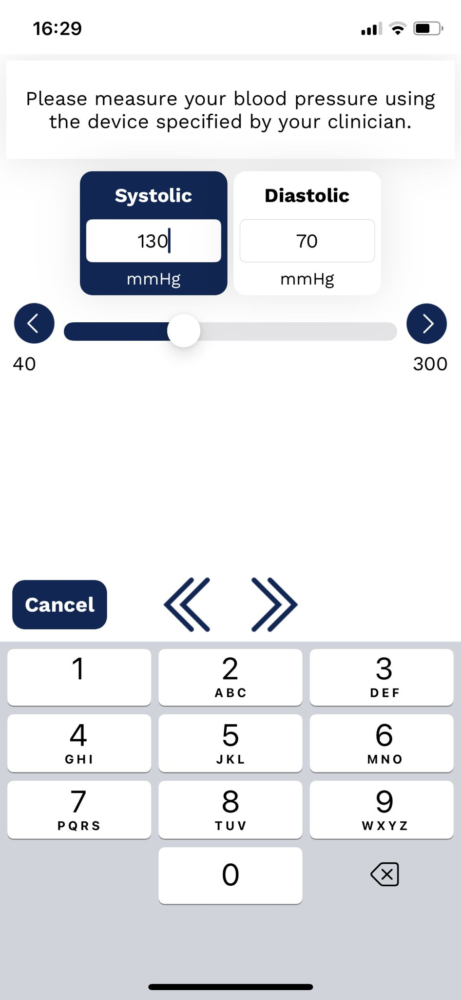 16:29
Please measure your blood pressure using
the device specified by your clinician.
Systolic
Diastolic
130
70
mmHg
mmHg
40
300
Cancel
1
2
3
ABC
DEF
4
5
6
GHI
JKL
MNO
7
8
9
PQRS
TUV
WXYZ
0